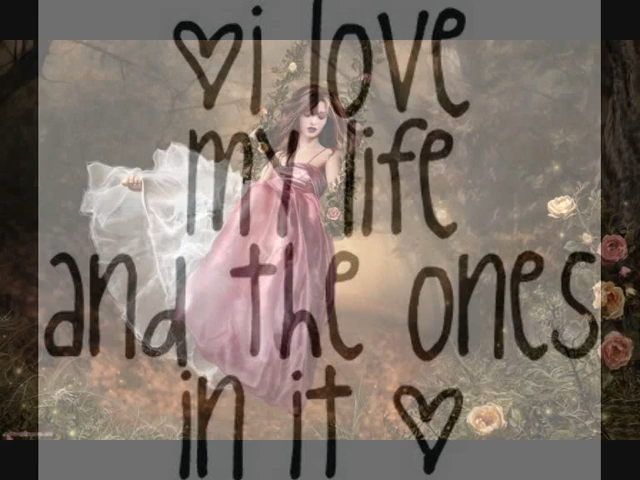 ♡i love
my life
and the ones
in it ♡